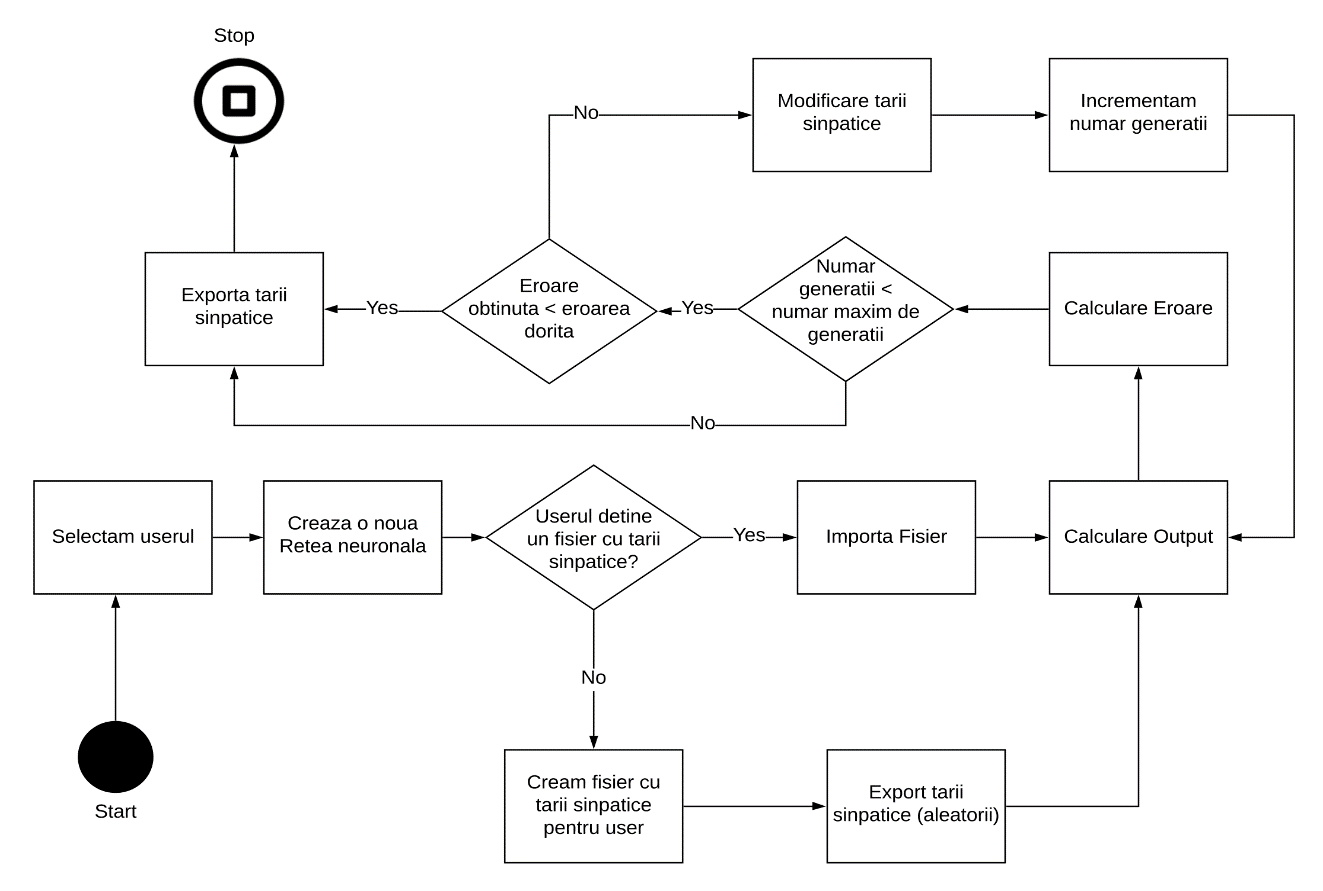 Stop
No
Modificare tarii
sinpatice
Incrementam
numar generatii
Exporta tarii
sinpatice
Yes
Eroare
obtinuta < eroarea
dorita
Yes
Numar
generatii <
numar maxim de
generatii
Calculare Eroare
No
Selectam userul
Creaza o noua
Retea neuronala
Userul detine
un fisier cu tarii
sinpatice?
Yes
Importa Fisier
Calculare Output
No
Start
Cream fisier cu
tarii sinpatice
pentru user
Export tarii
sinpatice (aleatorii)